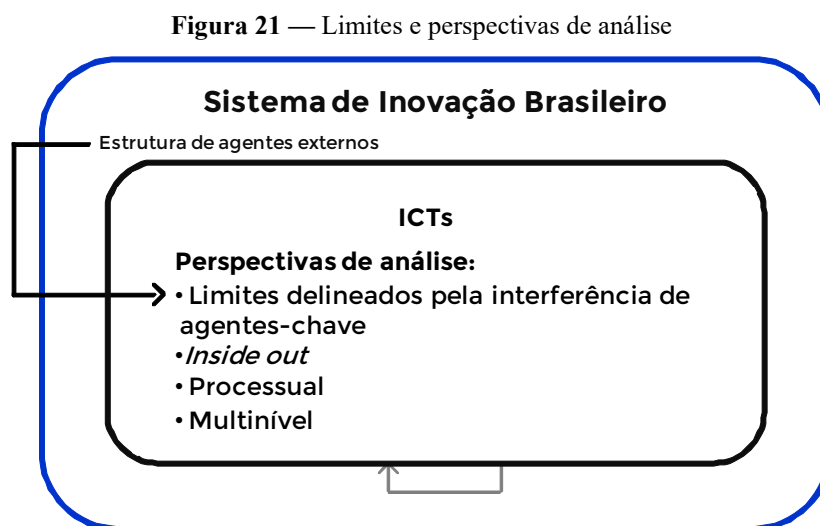 Figura 21 — Limites e perspectivas de análise
Sistema de Inovação Brasileiro
Estrutura de agentes externos
ICTs
Perspectivas de análise:
• Limites delineados pela interferência de
agentes-chave
• Inside out
• Processual
• Multinível